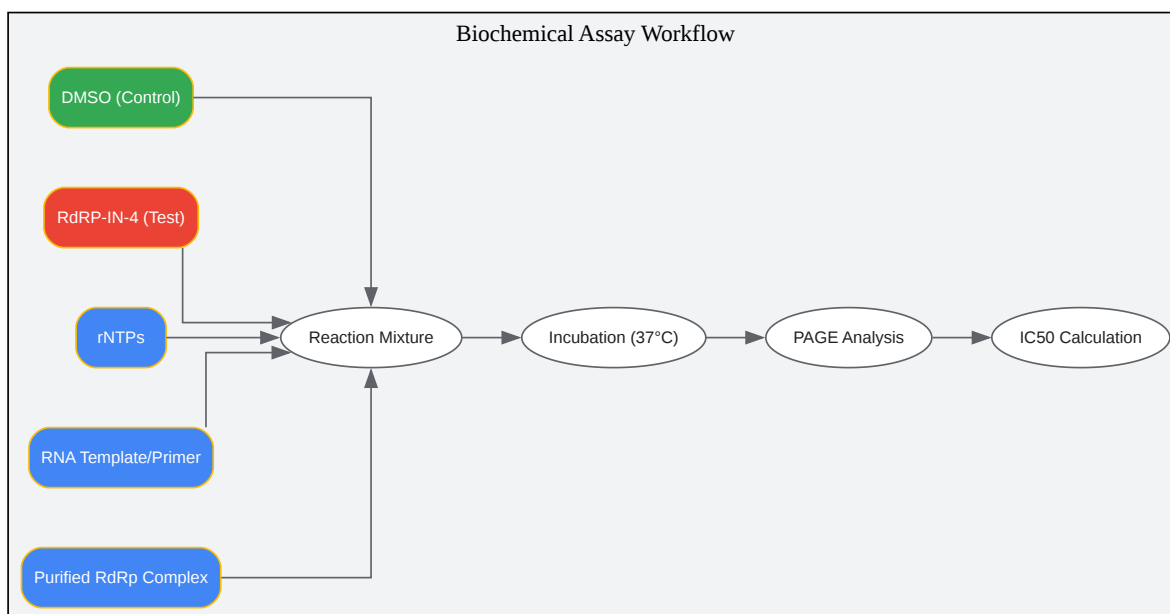 Biochemical Assay Workflow
DMSO (Control)
RdRP-IN-4 (Test)
rNTPs
Reaction Mixture
Incubation (37°C)
PAGE Analysis
IC50 Calculation
RNA Template/Primer
Purified RdRp Complex